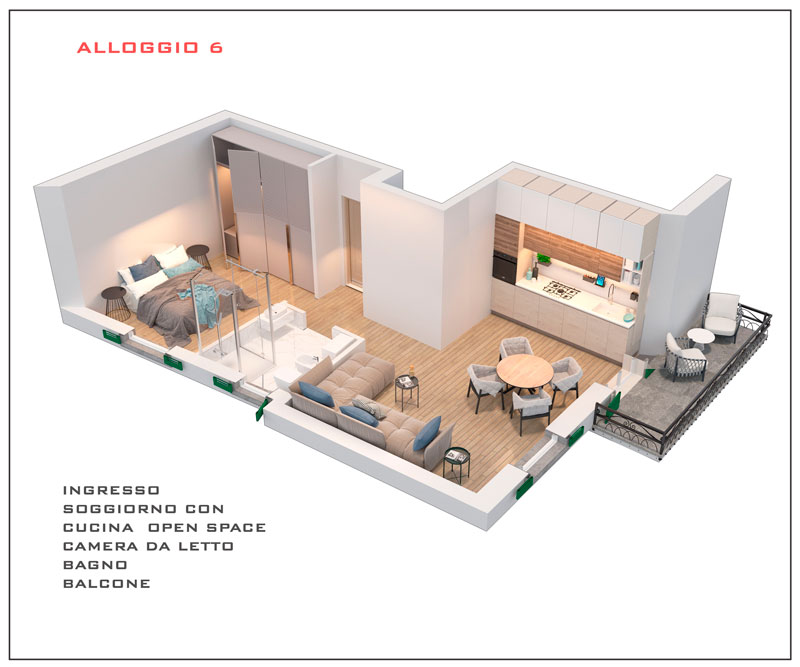 ALLOGGIO 6
INGRESSO
SOGGIORNO CON
CUCINA OPEN SPACE
CAMERA DA LETTO
BAGNO
BALCONE